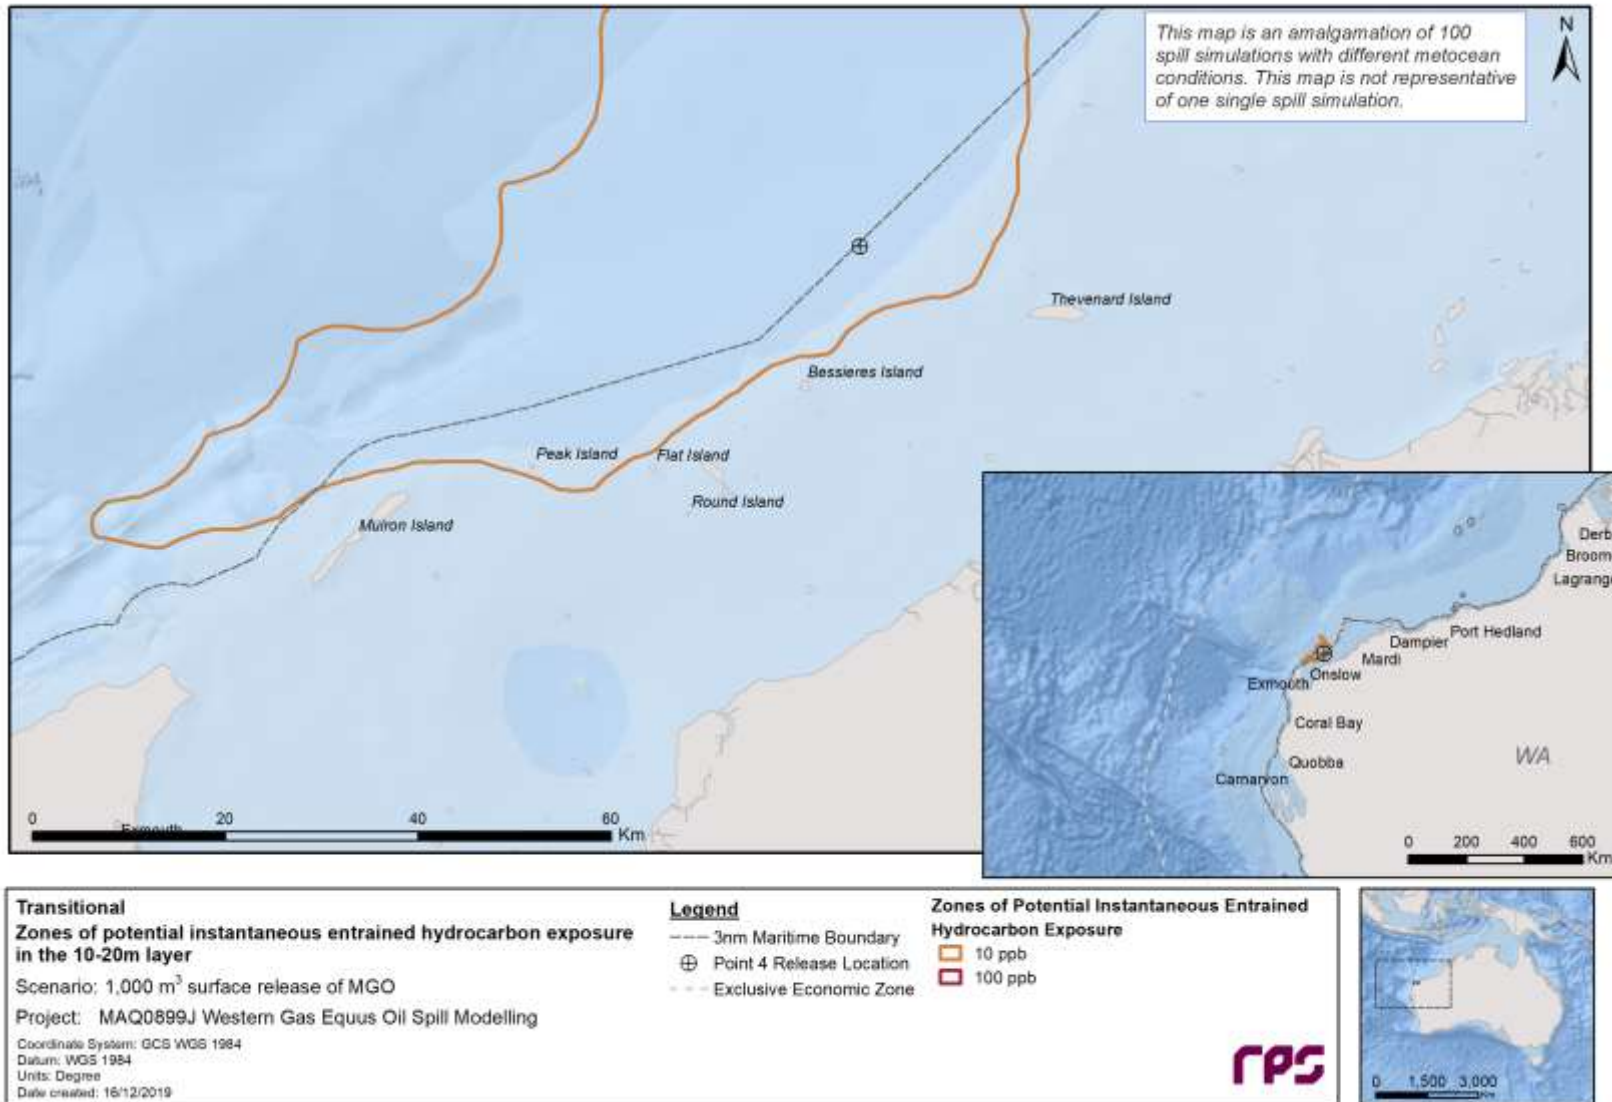 This map is an amalgamation of 100
spill simulations with different metocean
conditions. This map is not representative
of one single spill simulation.
N
Thevenard Island
Bessieres Island
Peak Island
Flat Island
Round Island
Muiron Island
Exmouth
0 20 40 60 Km
Derb
Broom
Lagrange
Port Hedland
Dampier
Mardi
Onslow
Exmouth
Coral Bay
WA
Quobba
Carnarvon
0 200 400 600 Km
Transitional
Zones of potential instantaneous entrained hydrocarbon exposure
in the 10-20m layer
Scenario: 1,000 m³ surface release of MGO
Project: MAQ0899J Western Gas Equus Oil Spill Modelling
Coordinate System: GCS WGS 1984
Datum: WGS 1984
Units: Degree
Date created: 16/12/2019
Legend
3nm Maritime Boundary
Point 4 Release Location
Exclusive Economic Zone
Zones of Potential Instantaneous Entrained
Hydrocarbon Exposure
10 ppb
100 ppb
rps
0 1,500 3,000
Km